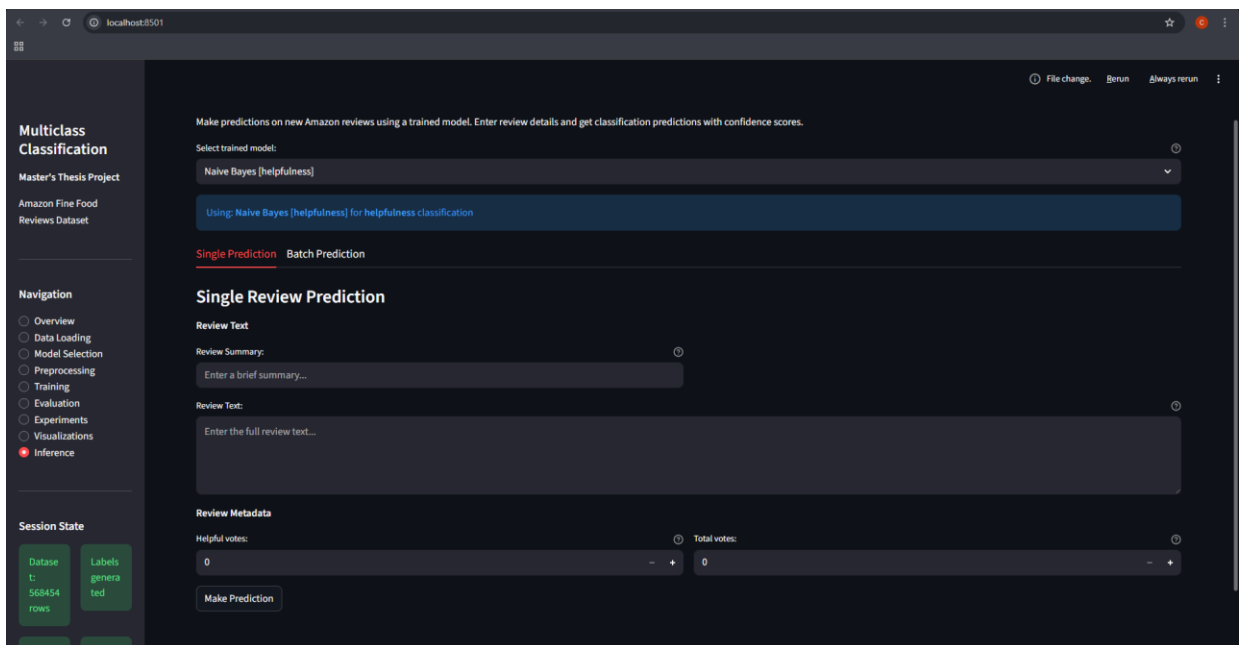 localhost:8501
C
File change. Rerun Always rerun
Multiclass
Classification
Master's Thesis Project
Amazon Fine Food
Reviews Dataset
Navigation
Overview
Data Loading
Model Selection
Preprocessing
Training
Evaluation
Experiments
Visualizations
Inference
Session State
Datase
t:
568454
rows
Labels
genera
ted
Make predictions on new Amazon reviews using a trained model. Enter review details and get classification predictions with confidence scores.
Select trained model:
Naive Bayes [helpfulness]
Using: Naive Bayes [helpfulness] for helpfulness classification
Single Prediction Batch Prediction
Single Review Prediction
Review Text
Review Summary:
Enter a brief summary...
Review Text:
Enter the full review text...
Review Metadata
Helpful votes: Total votes:
0 - + 0 - +
Make Prediction